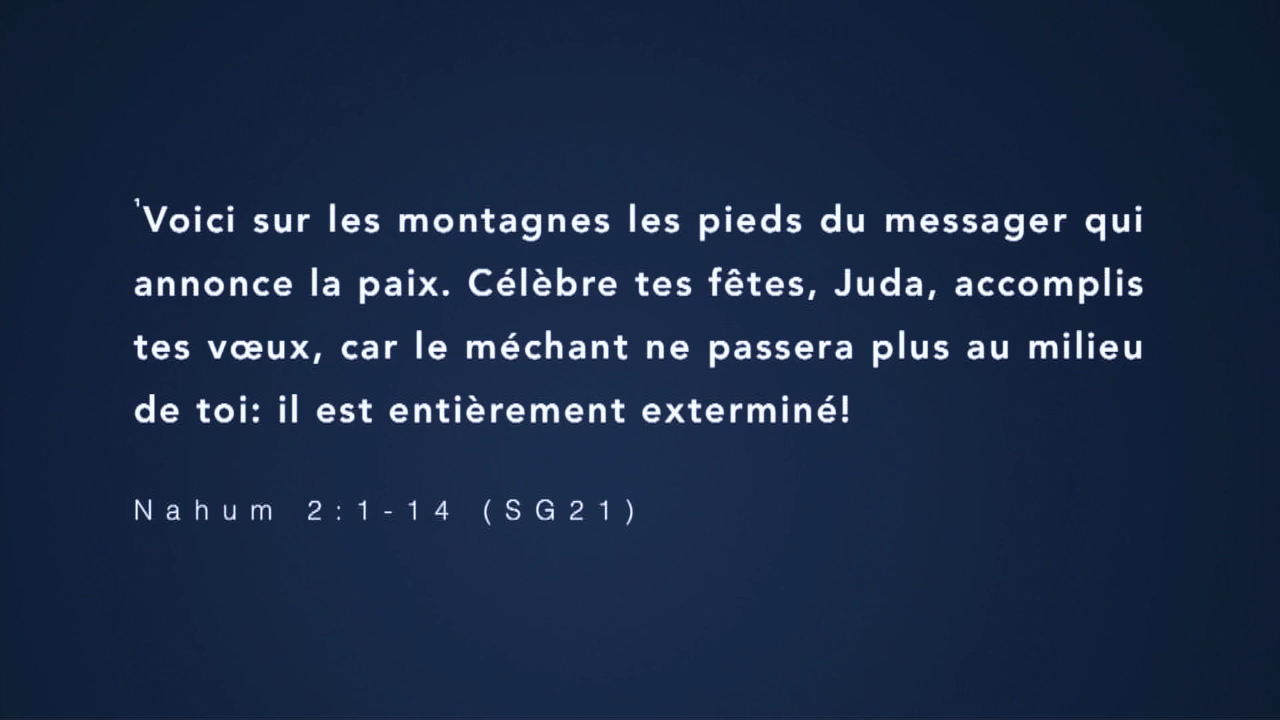 ¹Voici sur les montagnes les pieds du messager qui
annonce la paix. Célèbre tes fêtes, Juda, accomplis
tes vœux, car le méchant ne passera plus au milieu
de toi: il est entièrement exterminé!
Nahum 2:1-14 (SG21)